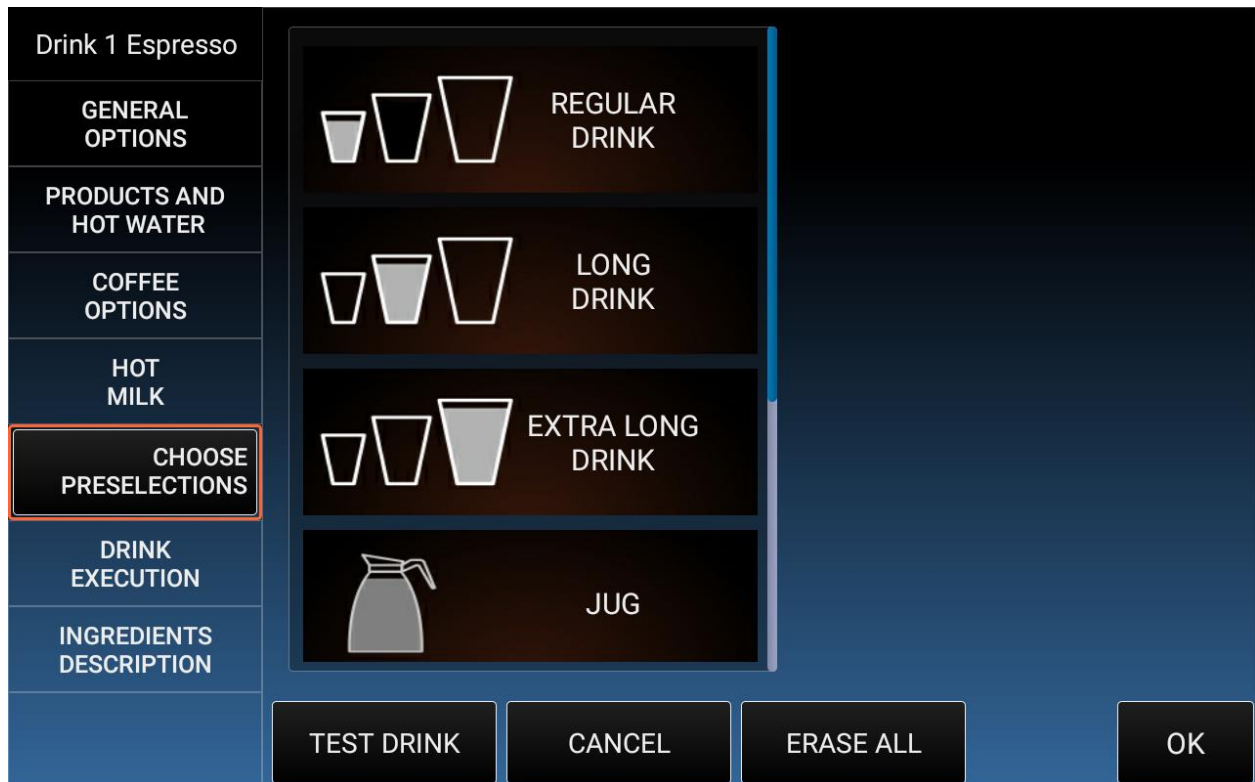 Drink 1 Espresso
GENERAL
OPTIONS
PRODUCTS AND
HOT WATER
COFFEE
OPTIONS
HOT
MILK
CHOOSE
PRESELECTIONS
DRINK
EXECUTION
INGREDIENTS
DESCRIPTION
REGULAR
DRINK
LONG
DRINK
EXTRA LONG
DRINK
JUG
TEST DRINK
CANCEL
ERASE ALL
OK